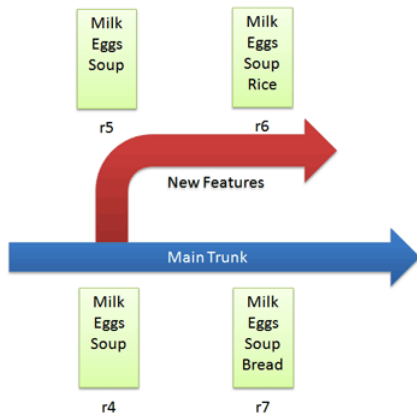 Milk
Eggs
Soup
r5
Milk
Eggs
Soup
Rice
r6
New Features
Main Trunk
Milk
Eggs
Soup
r4
Milk
Eggs
Soup
Bread
r7